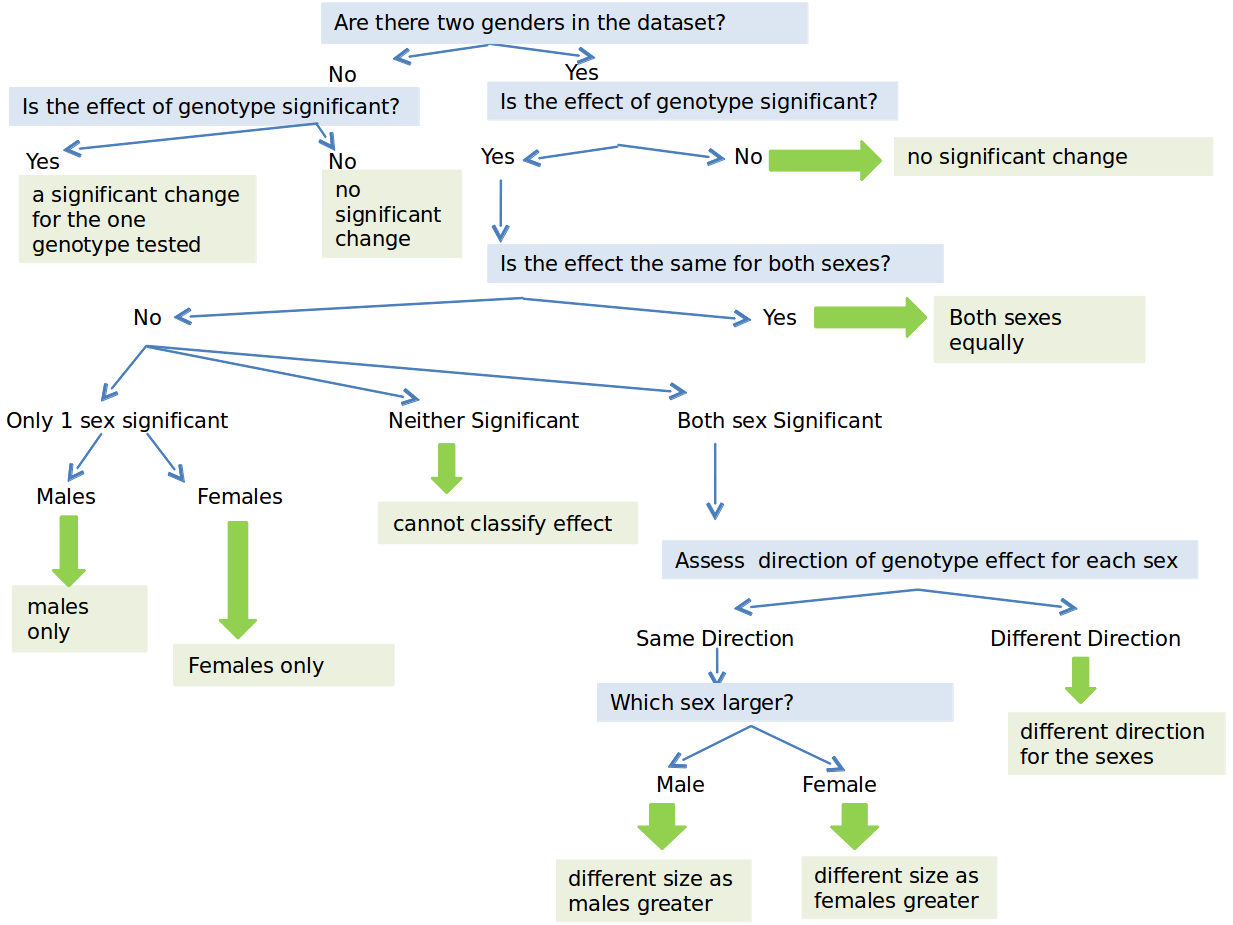 Are there two genders in the dataset?
No
Yes
Is the effect of genotype significant?
Is the effect of genotype significant?
Yes
a significant change
for the one
genotype tested
No
no
significant
change
Yes
No
no significant change
Is the effect the same for both sexes?
No
Yes
Both sexes
equally
Only 1 sex significant
Neither Significant
Both sex Significant
Males
Females
cannot classify effect
males
only
Females only
Assess  direction of genotype effect for each sex
Same Direction
Different Direction
Which sex larger?
different direction
for the sexes
Male
Female
different size as
males greater
different size as
females greater